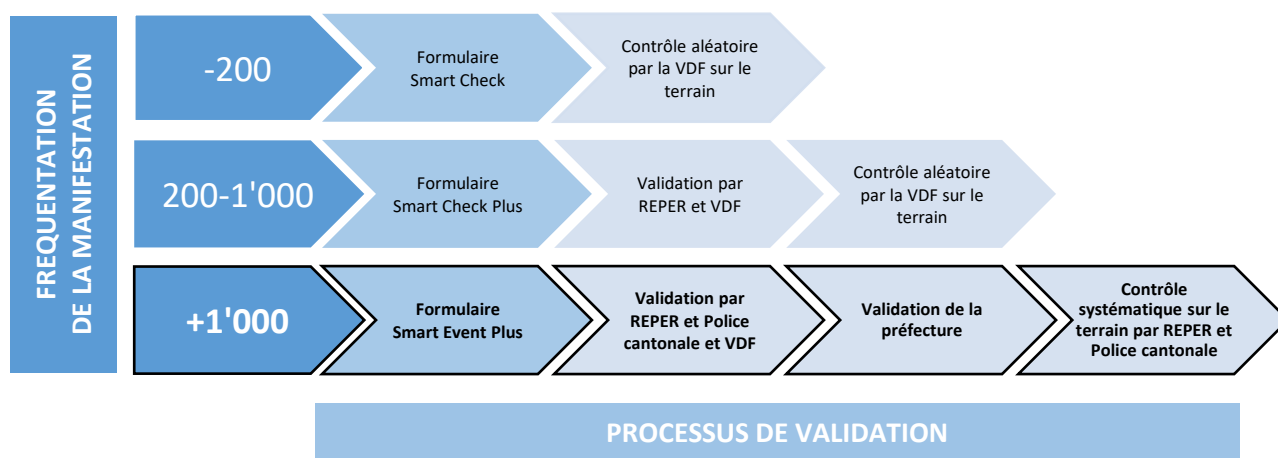 FREQUENTATION
DE LA MANIFESTATION
-200
Formulaire
Smart Check
Contrôle aléatoire
par la VDF sur le
terrain
200-1'000
Formulaire
Smart Check Plus
Validation par
REPER et VDF
Contrôle aléatoire
par la VDF sur le
terrain
+1'000
Formulaire
Smart Event Plus
Validation par
REPER et Police
cantonale et VDF
Validation de la
préfecture
Contrôle
systématique sur le
terrain par REPER et
Police cantonale
PROCESSUS DE VALIDATION